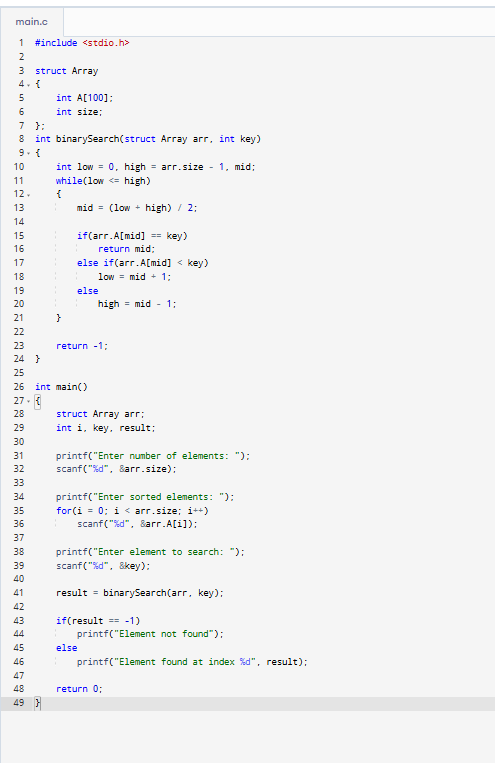 main.c
1 #include <stdio.h>
2
3 struct Array
4 {
5     int A[100];
6     int size;
7 };
8 int binarySearch(struct Array arr, int key)
9 {
10     int low = 0, high = arr.size - 1, mid;
11     while(low <= high)
12     {
13         mid = (low + high) / 2;
14
15         if(arr.A[mid] == key)
16             return mid;
17         else if(arr.A[mid] < key)
18             low = mid + 1;
19         else
20             high = mid - 1;
21     }
22
23     return -1;
24 }
25
26 int main()
27 {
28     struct Array arr;
29     int i, key, result;
30
31     printf("Enter number of elements: ");
32     scanf("%d", &arr.size);
33
34     printf("Enter sorted elements: ");
35     for(i = 0; i < arr.size; i++)
36         scanf("%d", &arr.A[i]);
37
38     printf("Enter element to search: ");
39     scanf("%d", &key);
40
41     result = binarySearch(arr, key);
42
43     if(result == -1)
44         printf("Element not found");
45     else
46         printf("Element found at index %d", result);
47
48     return 0;
49 }